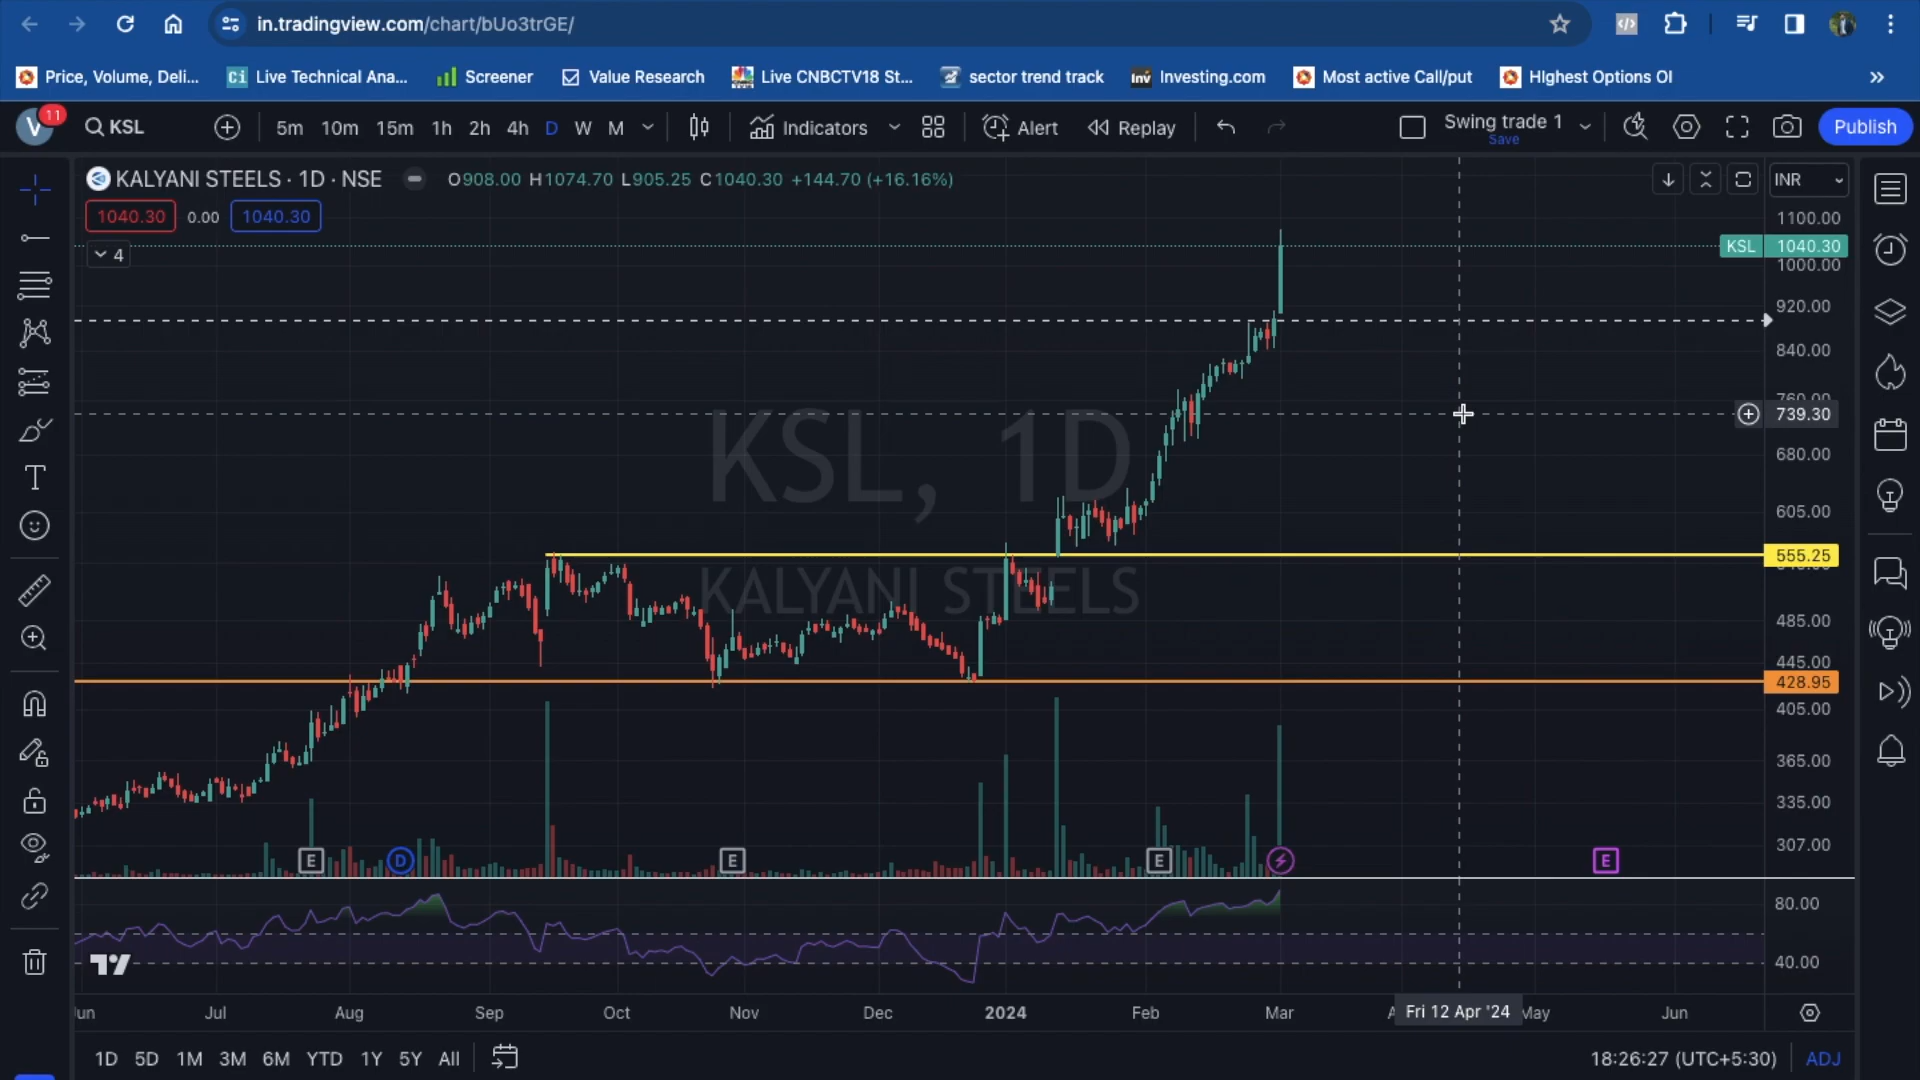 in.tradingview.com/chart/bUo3trGE/
Price, Volume, Deli... Ci Live Technical Ana... Screener Value Research Live CNBCTV18 St... sector trend track Inv Investing.com Most active Call/put HIghest Options OI »
V 11 KSL 5m 10m 15m 1h 2h 4h D W M Indicators Alert Replay Swing trade 1 Save Publish
KALYANI STEELS · 1D · NSE O908.00 H1074.70 L905.25 C1040.30 +144.70 (+16.16%) INR
1040.30 0.00 1040.30
4
1100.00
KSL 1040.30
1000.00
920.00
840.00
739.30
680.00
KSL, 1D
605.00
555.25
KALYANI STEELS
485.00
445.00
428.95
405.00
365.00
335.00
307.00
E D E E E
80.00
40.00
Jul Aug Sep Oct Nov Dec 2024 Feb Mar Fri 12 Apr '24 May Jun
1D 5D 1M 3M 6M YTD 1Y 5Y All 18:26:27 (UTC+5:30) ADJ